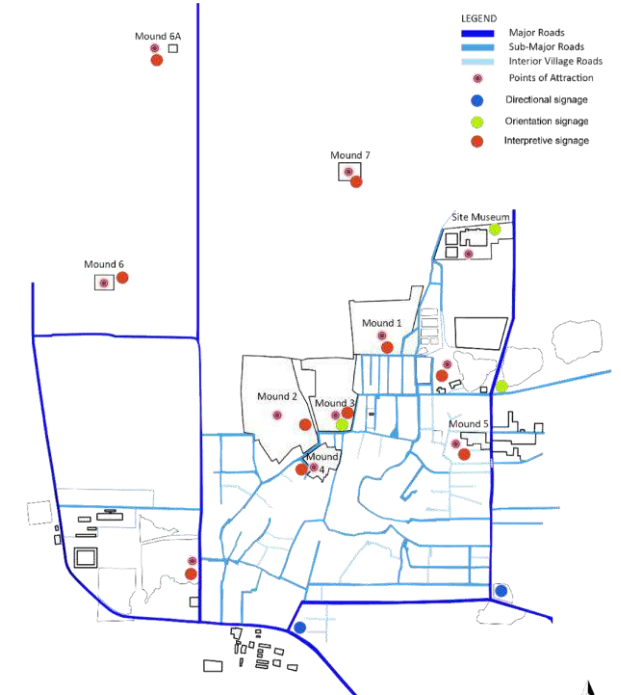 LEGEND
Major Roads
Sub-Major Roads
Interior Village Roads
Points of Attraction
Directional signage
Orientation signage
Interpretive signage
Mound 6A
Mound 7
Site Museum
Mound 6
Mound 1
Mound 2
Mound 3
Mound 5
Mound
4